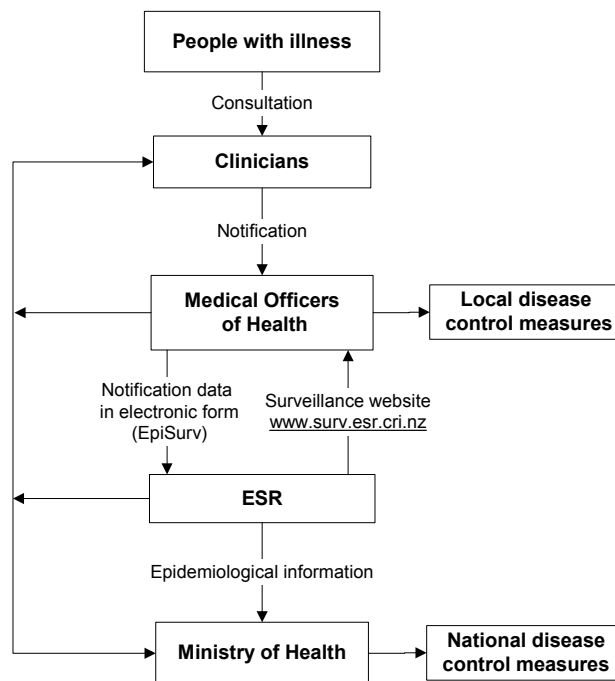 People with illness
Consultation
Clinicians
Notification
Medical Officers
of Health
Local disease
control measures
Notification data
in electronic form
(EpiSurv)
Surveillance website
www.surv.esr.cri.nz
ESR
Epidemiological information
Ministry of Health
National disease
control measures